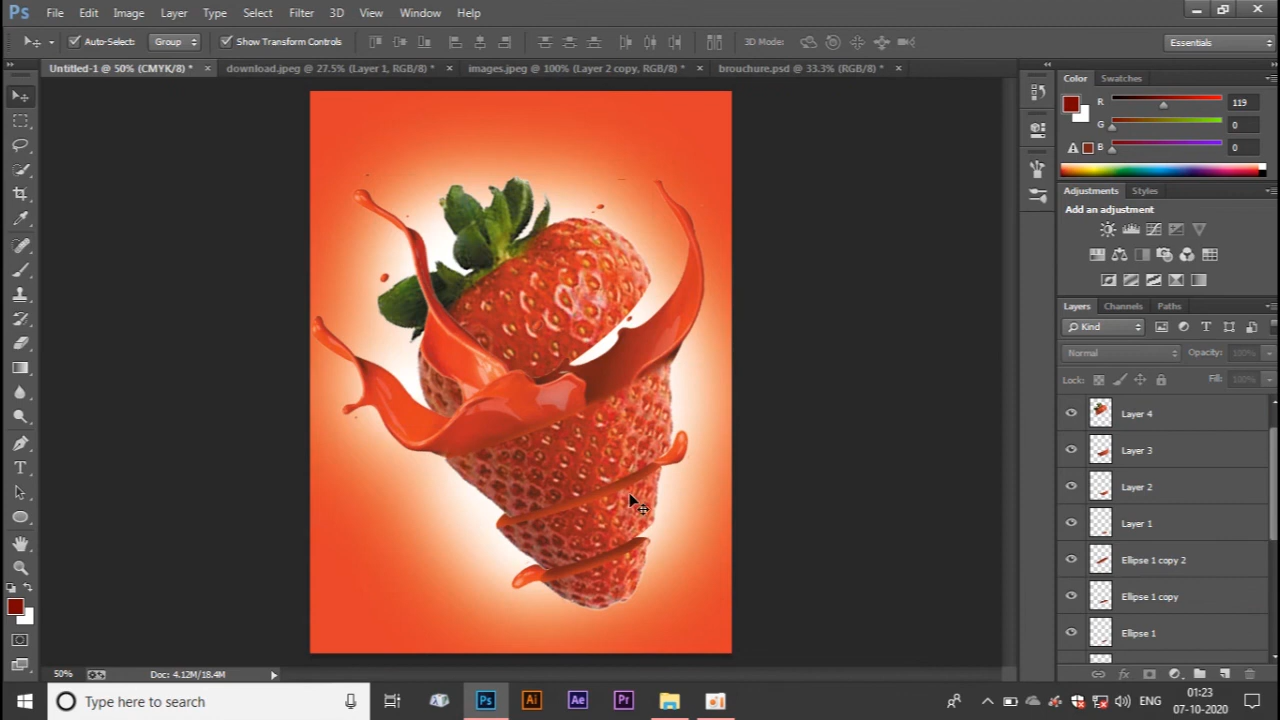 Ps File Edit Image Layer Type Select Filter 3D View Window Help
Auto-Select: Group Show Transform Controls 3D Mode: Essentials
Untitled-1 @ 50% (CMYK/8) * × download.jpeg @ 27.5% (Layer 1, RGB/8) * × images.jpeg @ 100% (Layer 2 copy, RGB/8) * × brouchure.psd @ 33.3% (RGB/8) * ×
Color Swatches
R 119
G 0
B 0
Adjustments Styles
Add an adjustment
Layers Channels Paths
Kind
Normal Opacity: 100%
Lock: Fill: 100%
Layer 4
Layer 3
Layer 2
Layer 1
Ellipse 1 copy 2
Ellipse 1 copy
Ellipse 1
50% Doc: 4.12M/18.4M
Type here to search Ps Ai Ae Pr ENG 01:23
07-10-2020